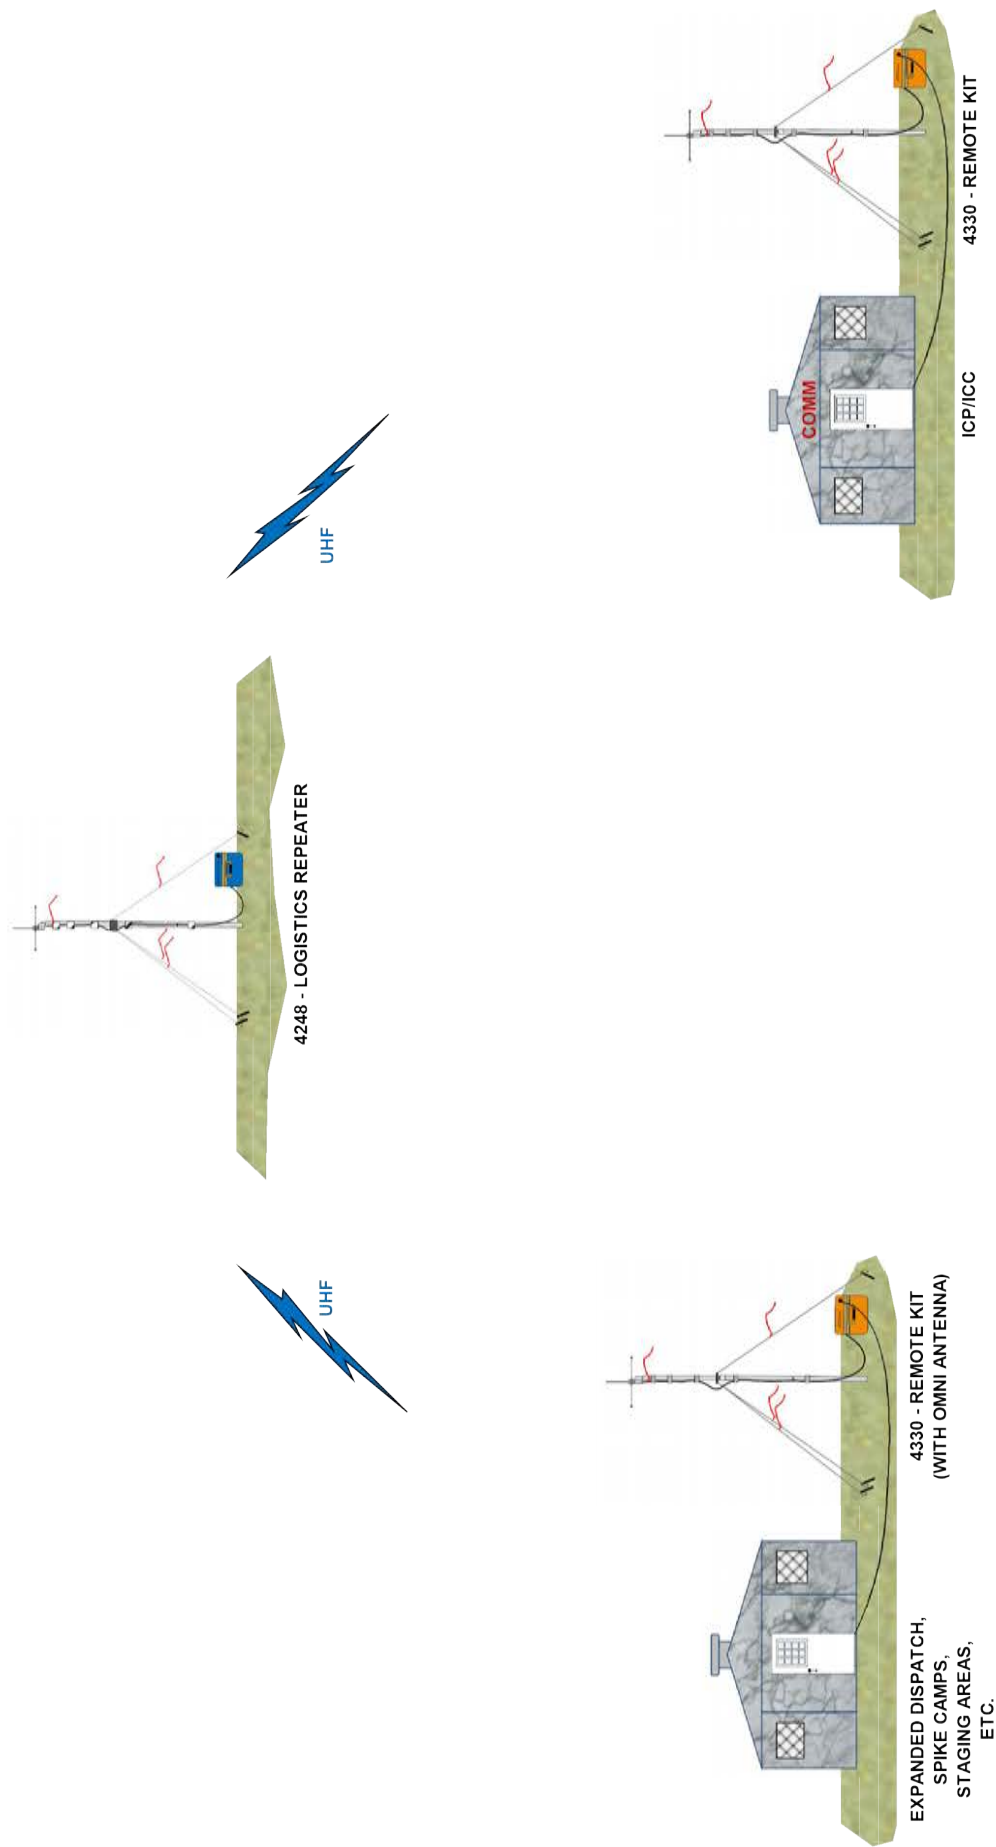 4248 - LOGISTICS REPEATER
UHF
UHF
EXPANDED DISPATCH,
SPIKE CAMPS,
STAGING AREAS,
ETC.
4330 - REMOTE KIT
(WITH OMNI ANTENNA)
COMM
ICP/ICC
4330 - REMOTE KIT